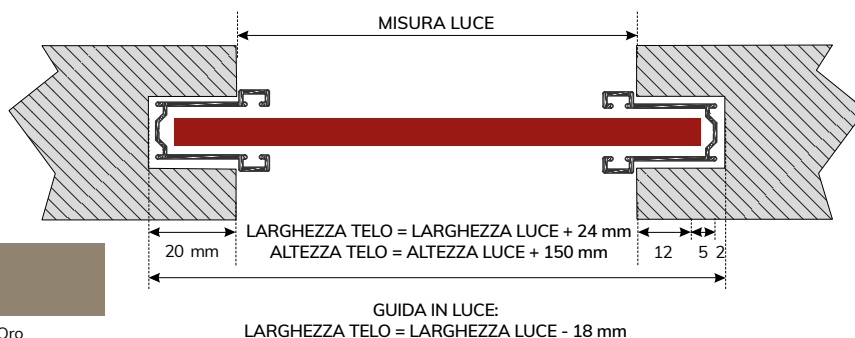 MISURA LUCE
LARGHEZZA TELO = LARGHEZZA LUCE + 24 mm
ALTEZZA TELO = ALTEZZA LUCE + 150 mm
20 mm
12
5
2
GUIDA IN LUCE:
LARGHEZZA TELO = LARGHEZZA LUCE - 18 mm
Oro